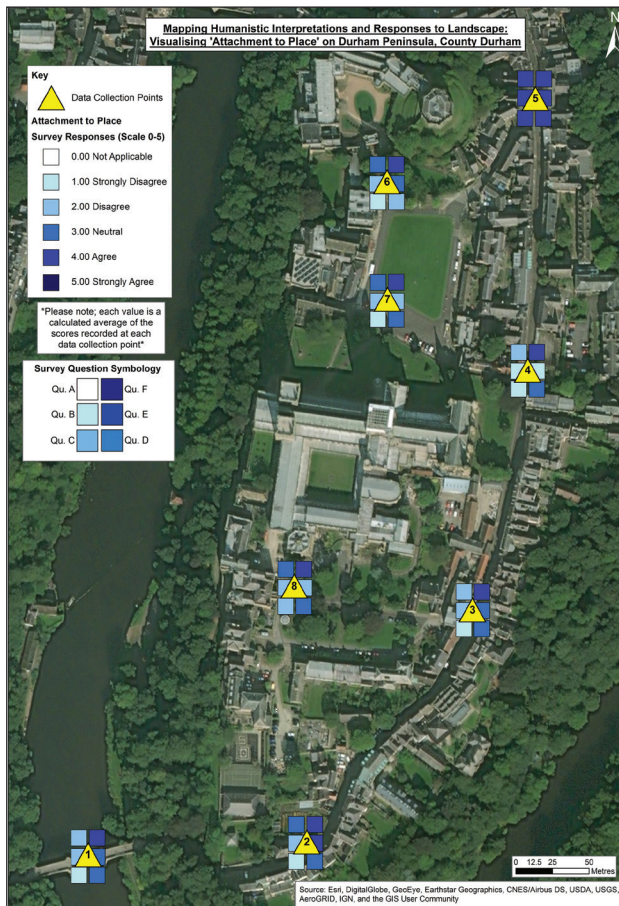 Mapping Humanistic Interpretations and Responses to Landscape:
Visualising 'Attachment to Place' on Durham Peninsula, County Durham
N
Key
Data Collection Points
Attachment to Place
Survey Responses (Scale 0-5)
0.00 Not Applicable
1.00 Strongly Disagree
2.00 Disagree
3.00 Neutral
4.00 Agree
5.00 Strongly Agree
*Please note; each value is a
calculated average of the
scores recorded at each
data collection point*
Survey Question Symbology
Qu. A Qu. F
Qu. B Qu. E
Qu. C Qu. D
5
6
7
4
8
3
1
2
0 12.5 25 50
Metres
Source: Esri, DigitalGlobe, GeoEye, Earthstar Geographics, CNES/Airbus DS, USDA, USGS,
AeroGRID, IGN, and the GIS User Community